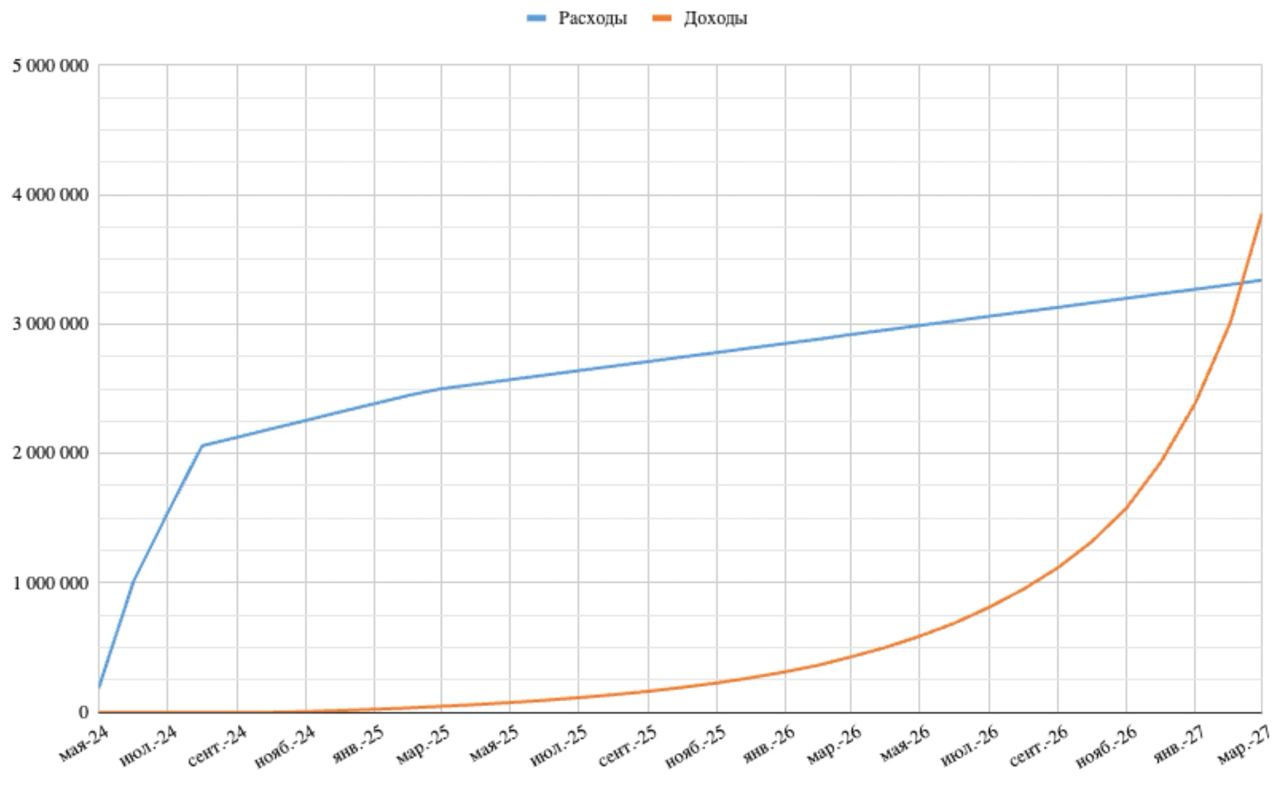 Расходы Доходы
5 000 000
4 000 000
3 000 000
2 000 000
1 000 000
0
мая-24 июл.-24 сент.-24 нояб.-24 янв.-25 мар.-25 мая-25 июл.-25 сент.-25 нояб.-25 янв.-26 мар.-26 мая-26 июл.-26 сент.-26 нояб.-26 янв.-27 мар.-27